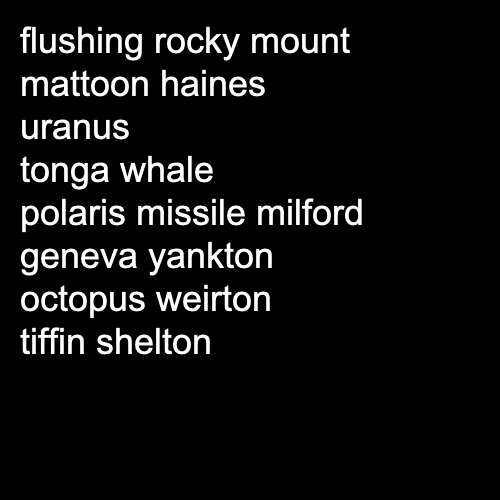 flushing rocky mount
mattoon haines
uranus
tonga whale
polaris missile milford
geneva yankton
octopus weirton
tiffin shelton